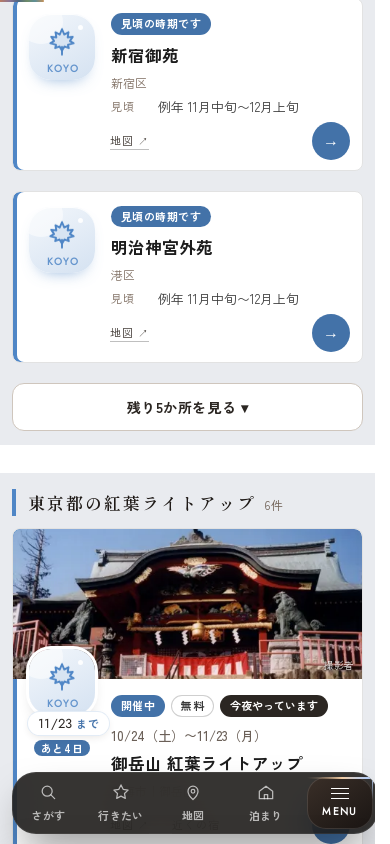 見頃の時期です
新宿御苑
KOYO
新宿区
見頃 例年 11月中旬〜12月上旬
地図 ↗
→
見頃の時期です
明治神宮外苑
KOYO
港区
見頃 例年 11月中旬〜12月上旬
地図 ↗
→
残り5か所を見る ▾
東京都の紅葉ライトアップ 6件
撮影者
KOYO
開催中 無料 今夜やっています
11/23 まで
10/24（土）〜11/23（月）
あと4日
御岳山 紅葉ライトアップ
さがす 行きたい 地図 泊まり MENU